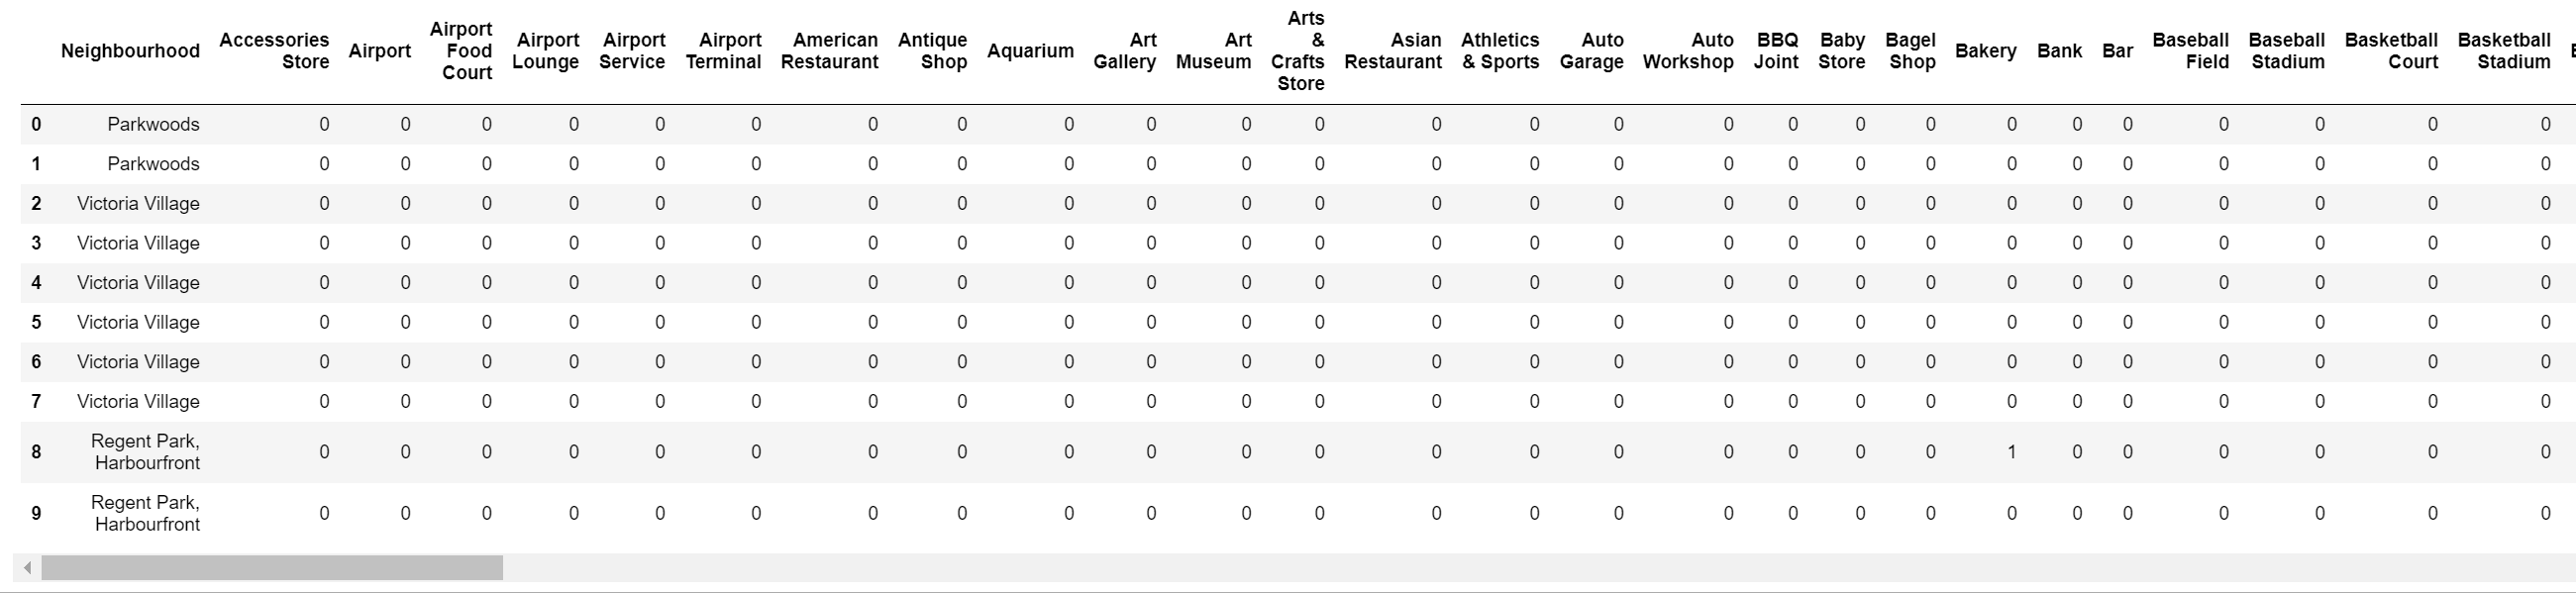 Neighbourhood Accessories Store Airport Airport Food Court Airport Lounge Airport Service Airport Terminal American Restaurant Antique Shop Aquarium Art Gallery Art Museum Arts & Crafts Store Asian Restaurant Athletics & Sports Auto Garage Auto Workshop BBQ Joint Baby Store Bagel Shop Bakery Bank Bar Baseball Field Baseball Stadium Basketball Court Basketball Stadium
0 Parkwoods 0 0 0 0 0 0 0 0 0 0 0 0 0 0 0 0 0 0 0 0 0 0 0 0 0 0
1 Parkwoods 0 0 0 0 0 0 0 0 0 0 0 0 0 0 0 0 0 0 0 0 0 0 0 0 0 0
2 Victoria Village 0 0 0 0 0 0 0 0 0 0 0 0 0 0 0 0 0 0 0 0 0 0 0 0 0 0
3 Victoria Village 0 0 0 0 0 0 0 0 0 0 0 0 0 0 0 0 0 0 0 0 0 0 0 0 0 0
4 Victoria Village 0 0 0 0 0 0 0 0 0 0 0 0 0 0 0 0 0 0 0 0 0 0 0 0 0 0
5 Victoria Village 0 0 0 0 0 0 0 0 0 0 0 0 0 0 0 0 0 0 0 0 0 0 0 0 0 0
6 Victoria Village 0 0 0 0 0 0 0 0 0 0 0 0 0 0 0 0 0 0 0 0 0 0 0 0 0 0
7 Victoria Village 0 0 0 0 0 0 0 0 0 0 0 0 0 0 0 0 0 0 0 0 0 0 0 0 0 0
8 Regent Park, Harbourfront 0 0 0 0 0 0 0 0 0 0 0 0 0 0 0 0 0 0 0 1 0 0 0 0 0 0
9 Regent Park, Harbourfront 0 0 0 0 0 0 0 0 0 0 0 0 0 0 0 0 0 0 0 0 0 0 0 0 0 0